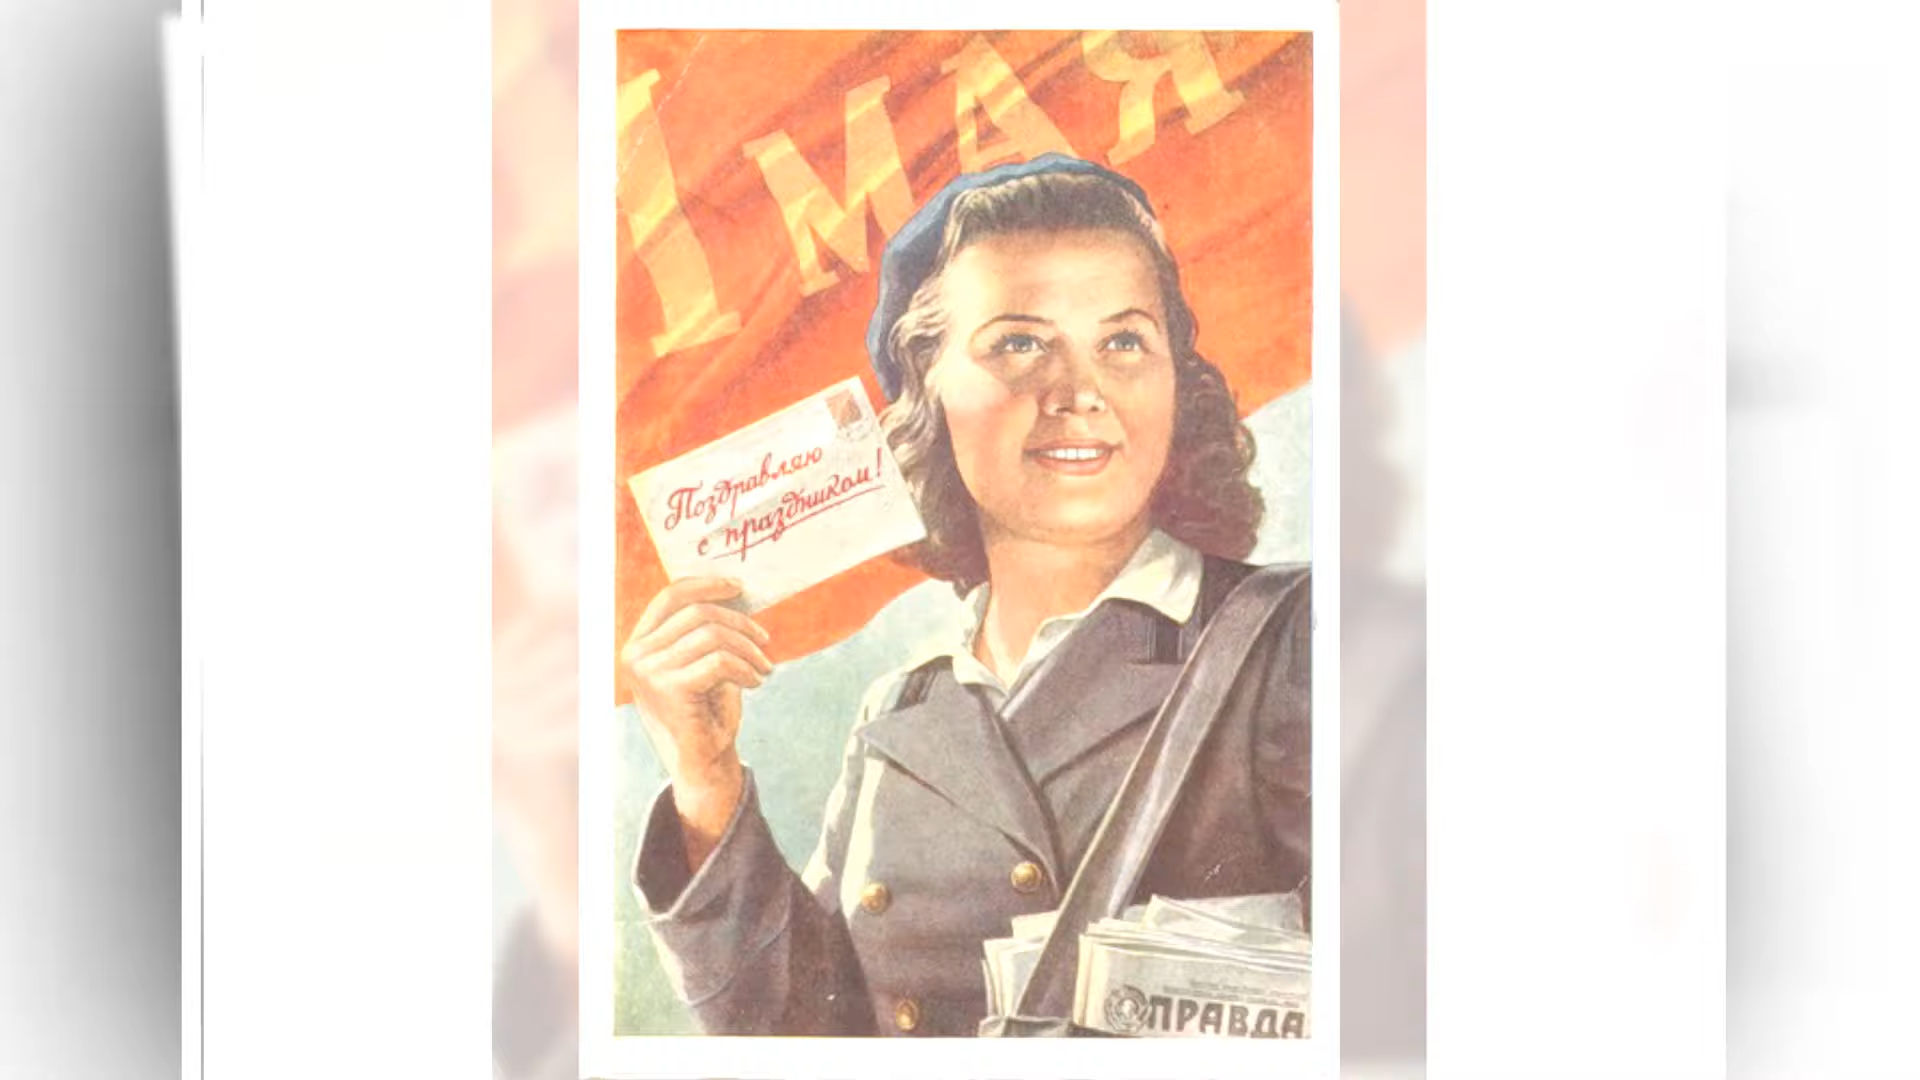 1 МАЯ
Поздравляю
с праздником!
ПРАВДА